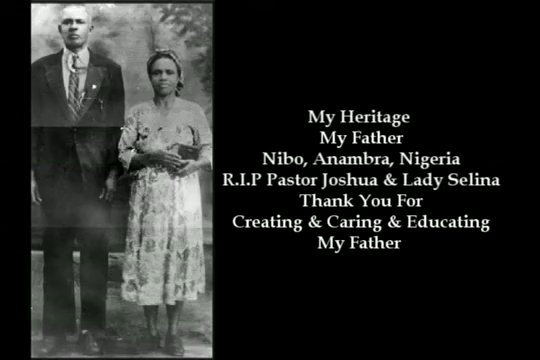 My Heritage
My Father
Nibo, Anambra, Nigeria
R.I.P Pastor Joshua & Lady Selina
Thank You For
Creating & Caring & Educating
My Father